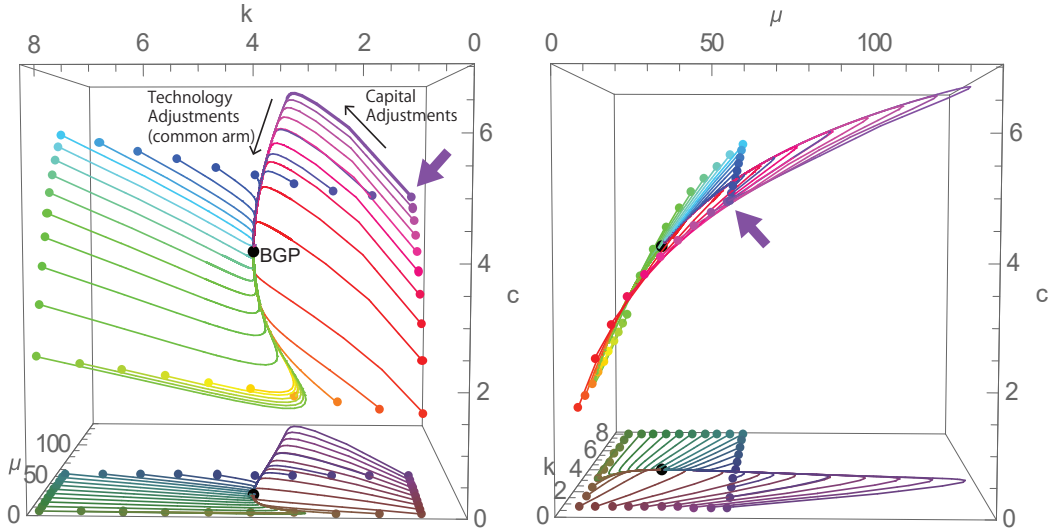 k
8 6 4 2 0
Technology
Adjustments
(common arm)
Capital
Adjustments
6
BGP
4
c
2
100
μ
50
0
0
μ
0 50 100
6
4
c
2
8
6
k 4
2
0
0